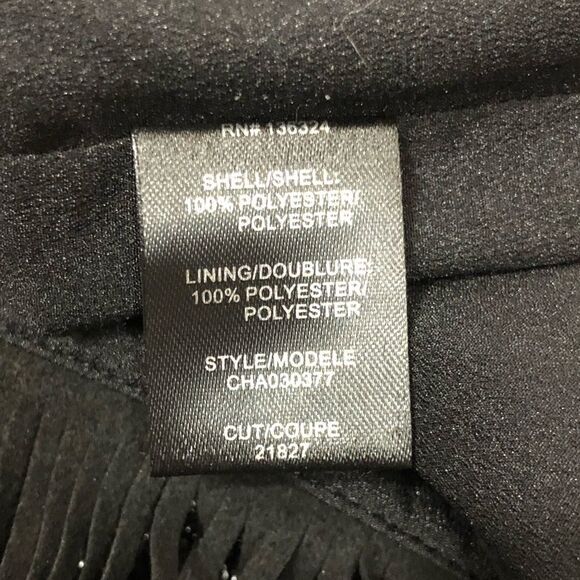 RN# 136324
SHELL/SHELL:
100% POLYESTER/
POLYESTER
LINING/DOUBLURE:
100% POLYESTER/
POLYESTER
STYLE/MODELE
CHA030377
CUT/COUPE
21827